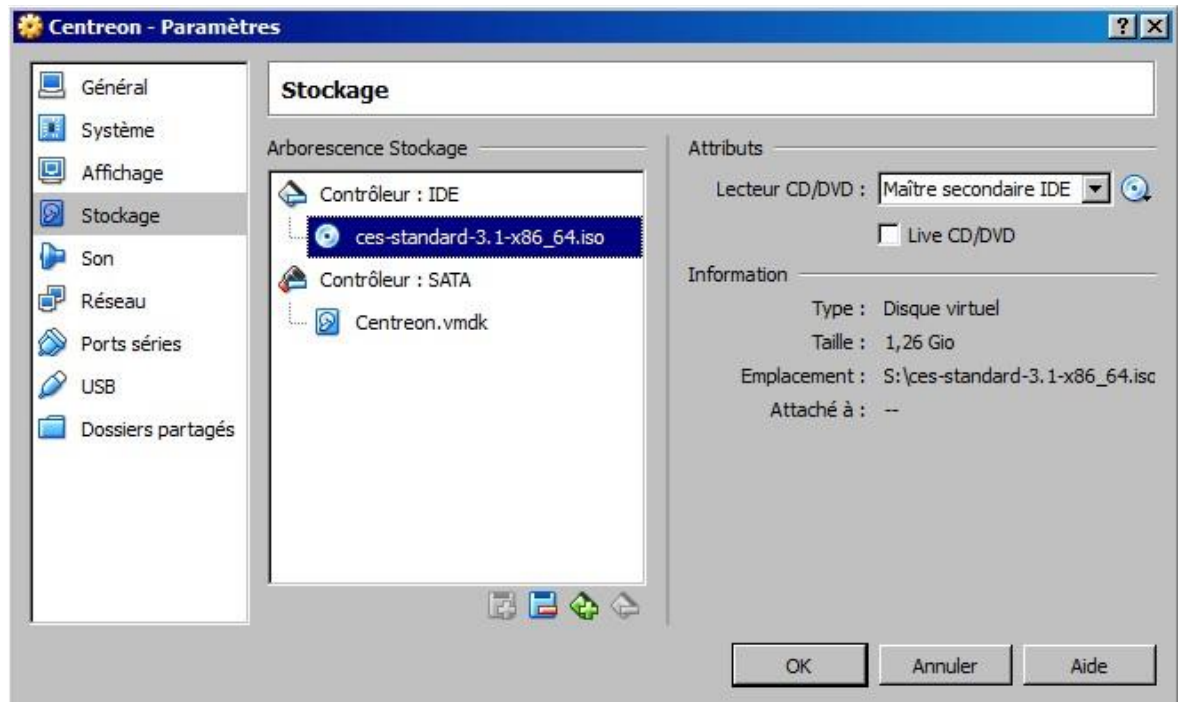 Centreon - Paramètres
Général
Système
Affichage
Stockage
Son
Réseau
Ports séries
USB
Dossiers partagés
Stockage
Arborescence Stockage
Contrôleur : IDE
ces-standard-3.1-x86_64.iso
Contrôleur : SATA
Centreon.vmdk
Attributs
Lecteur CD/DVD : Maître secondaire IDE
Live CD/DVD
Information
Type : Disque virtuel
Taille : 1,26 Gio
Emplacement : S:\ces-standard-3.1-x86_64.iso
Attaché à : --
OK Annuler Aide